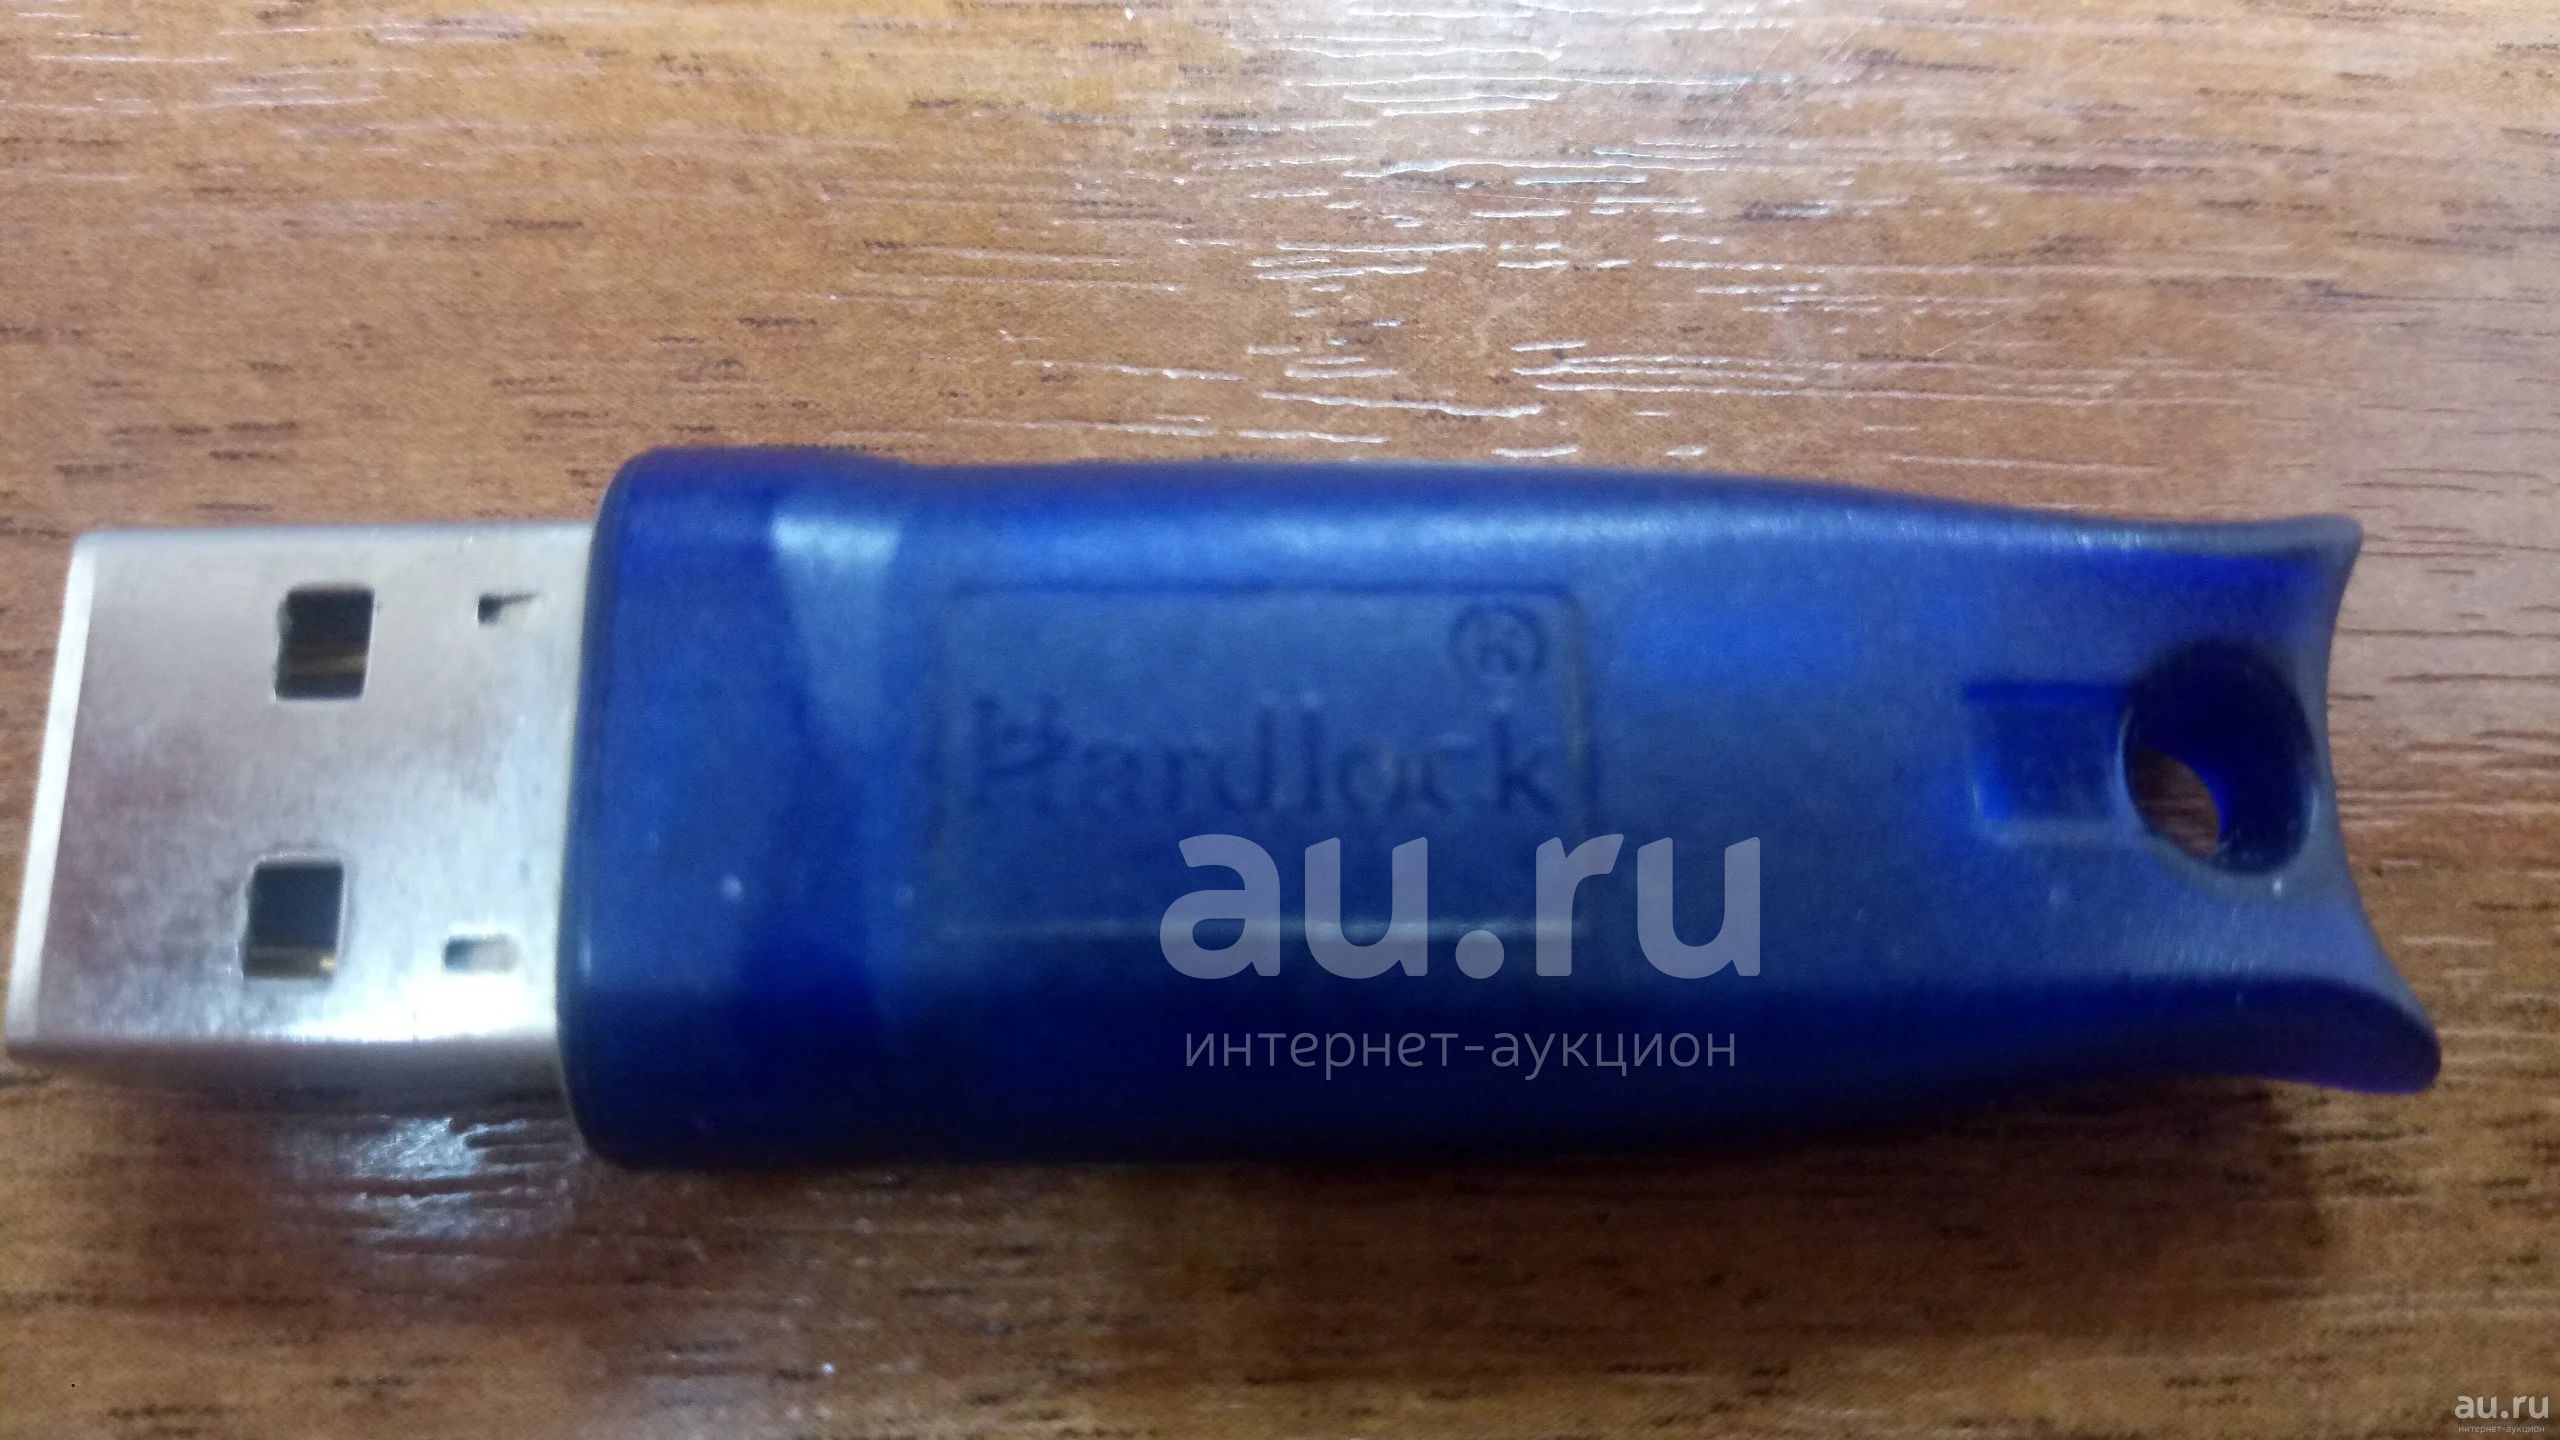 ®
Hardlock
au.ru
интернет-аукцион
au.ru
интернет-аукцион